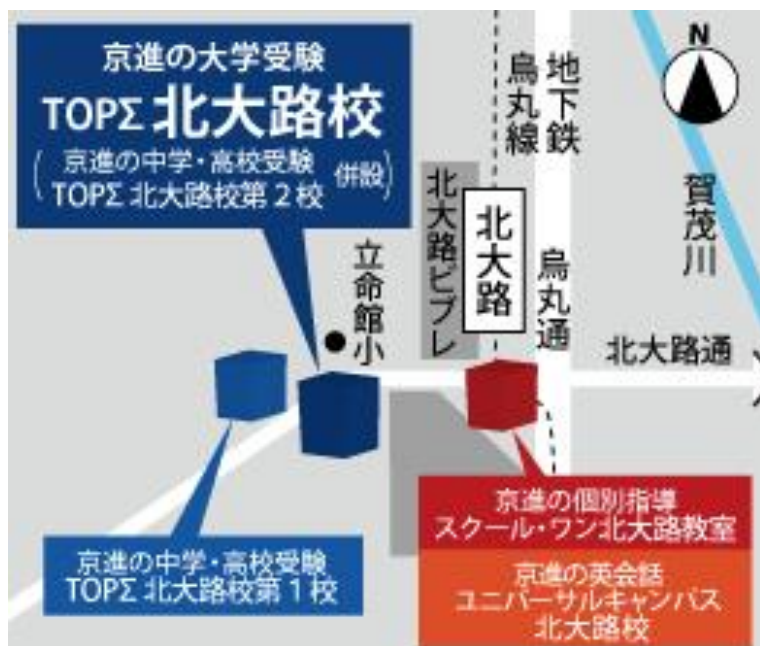 京進の大学受験
TOPΣ 北大路校
(京進の中学・高校受験
TOPΣ 北大路校第2校 併設)
N
地下鉄
烏丸線
賀茂川
北大路ビブレ
北大路
烏丸通
立命館小
北大路通
京進の個別指導
スクール・ワン北大路教室
京進の英会話
ユニバーサルキャンパス
北大路校
京進の中学・高校受験
TOPΣ 北大路校第1校